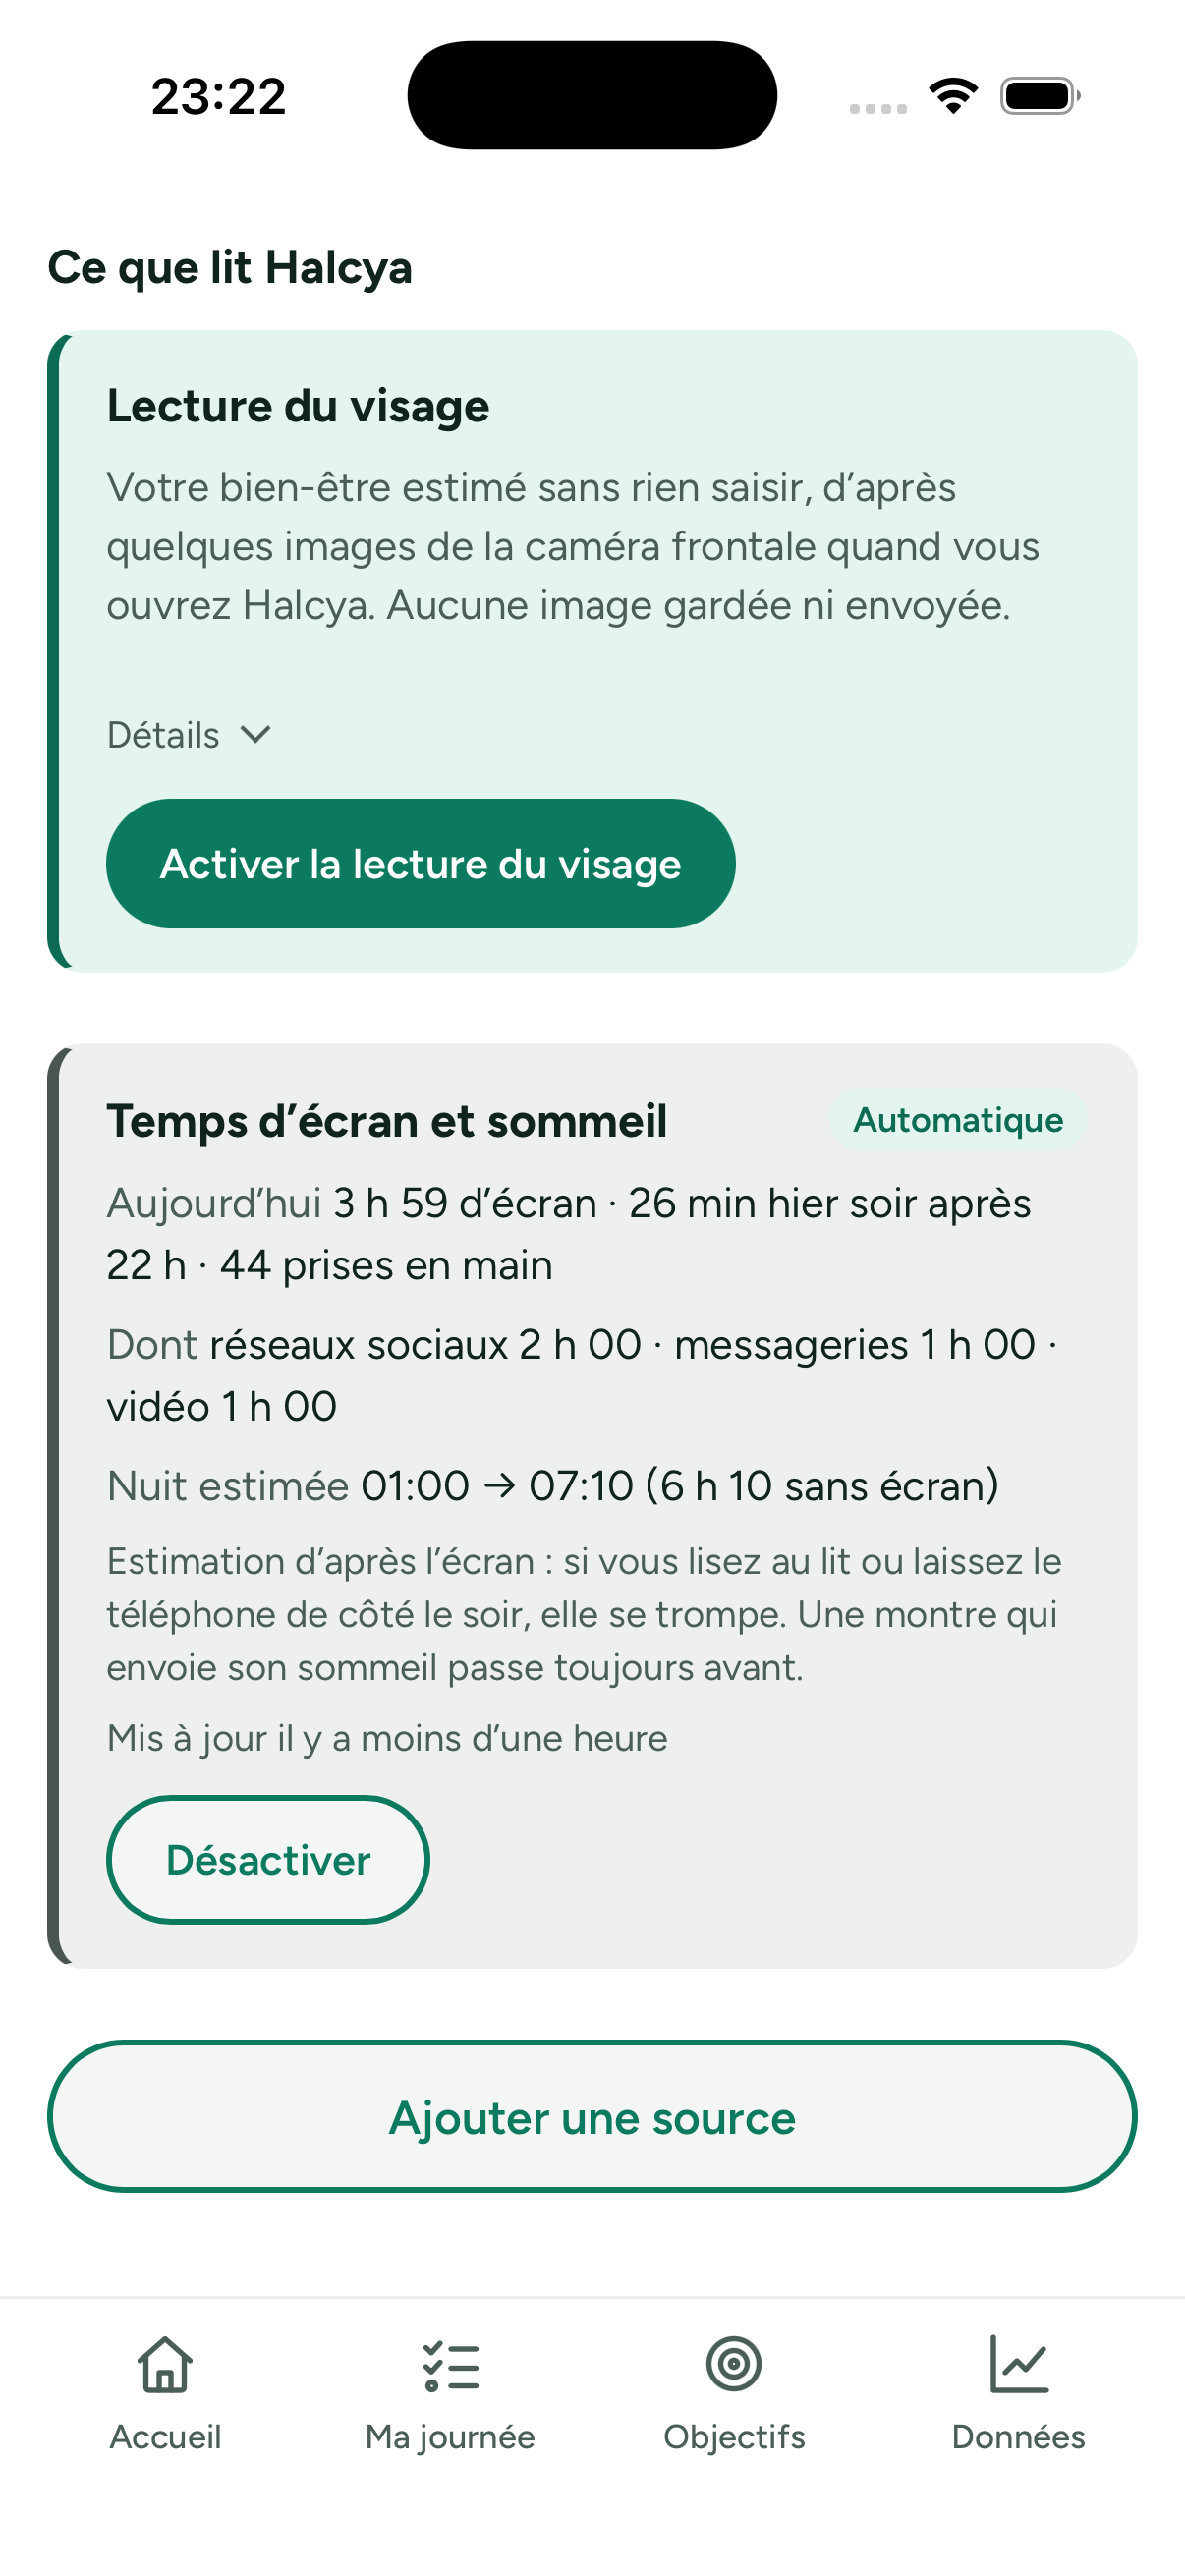 23:22
Ce que lit Halcya
Lecture du visage
Votre bien-être estimé sans rien saisir, d’après
quelques images de la caméra frontale quand vous
ouvrez Halcya. Aucune image gardée ni envoyée.
Détails
Activer la lecture du visage
Temps d’écran et sommeil
Automatique
Aujourd’hui 3 h 59 d’écran · 26 min hier soir après
22 h · 44 prises en main
Dont réseaux sociaux 2 h 00 · messageries 1 h 00 ·
vidéo 1 h 00
Nuit estimée 01:00 → 07:10 (6 h 10 sans écran)
Estimation d’après l’écran : si vous lisez au lit ou laissez le
téléphone de côté le soir, elle se trompe. Une montre qui
envoie son sommeil passe toujours avant.
Mis à jour il y a moins d’une heure
Désactiver
Ajouter une source
Accueil
Ma journée
Objectifs
Données